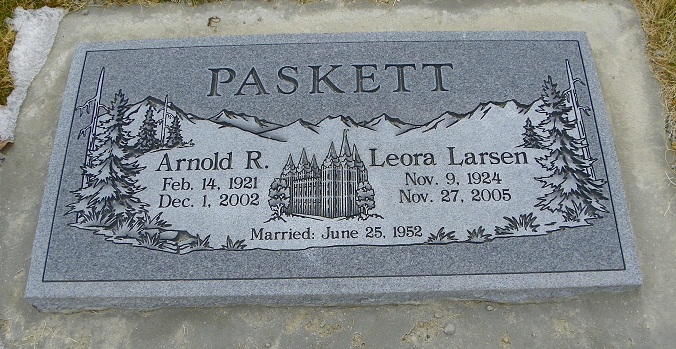 PASKETT
Arnold R.
Feb. 14, 1921
Dec. 1, 2002
Leora Larsen
Nov. 9, 1924
Nov. 27, 2005
Married: June 25, 1952